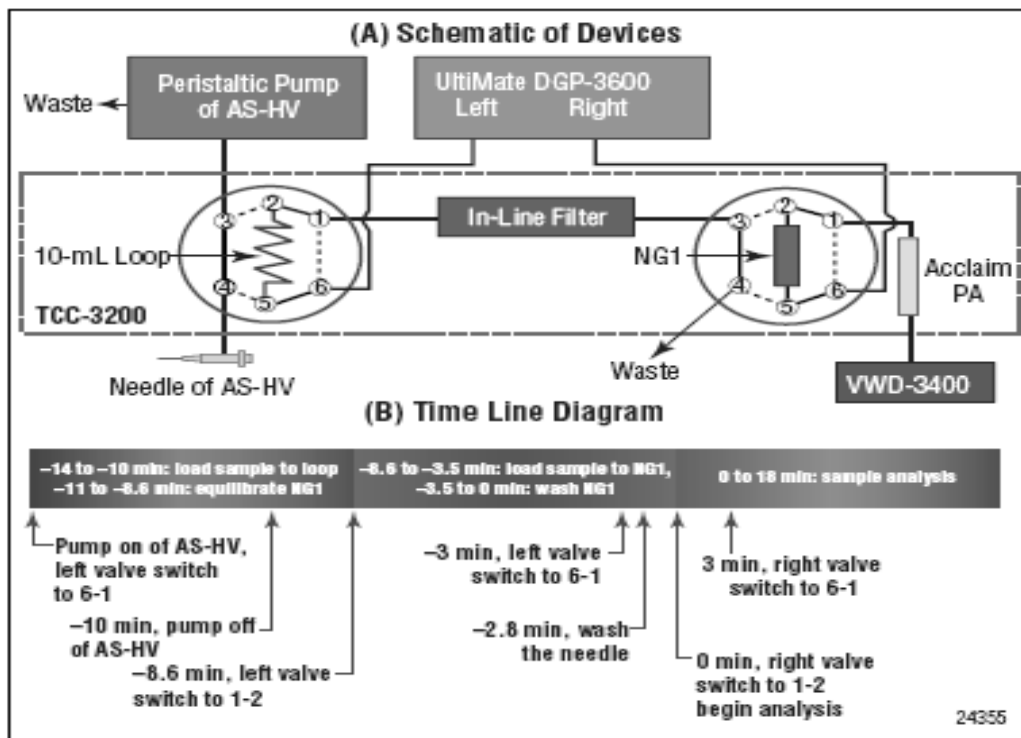 (A) Schematic of Devices
Waste
Peristaltic Pump
of AS-HV
UltiMate DGP-3600
Left Right
2
3
1
4
6
5
10-mL Loop
In-Line Filter
2
3
1
4
6
5
NG1
Acclaim
PA
TCC-3200
Needle of AS-HV
Waste
VWD-3400
(B) Time Line Diagram
–14 to –10 min: load sample to loop
–11 to –8.6 min: equilibrate NG1
–8.6 to –3.5 min: load sample to NG1,
–3.5 to 0 min: wash NG1
0 to 18 min: sample analysis
Pump on of AS-HV,
left valve switch
to 6-1
–10 min, pump off
of AS-HV
–8.6 min, left valve
switch to 1-2
–3 min, left valve
switch to 6-1
–2.8 min, wash
the needle
3 min, right valve
switch to 6-1
0 min, right valve
switch to 1-2
begin analysis
24355